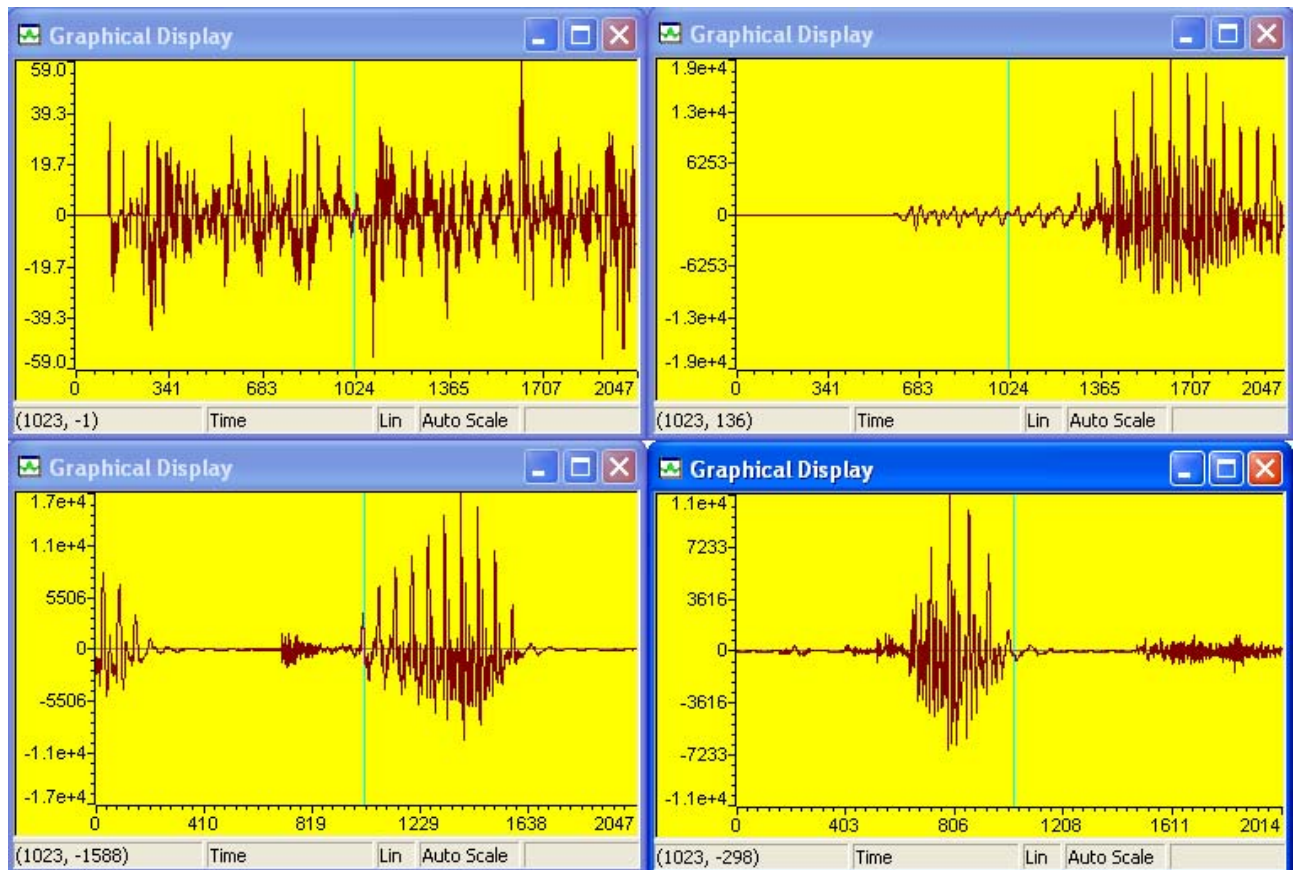 Graphical Display
59.0
39.3
19.7
0
-19.7
-39.3
-59.0
0 341 683 1024 1365 1707 2047
(1023, -1) Time Lin Auto Scale
Graphical Display
1.9e+4
1.3e+4
6253
0
-6253
-1.3e+4
-1.9e+4
0 341 683 1024 1365 1707 2047
(1023, 136) Time Lin Auto Scale
Graphical Display
1.7e+4
1.1e+4
5506
0
-5506
-1.1e+4
-1.7e+4
0 410 819 1229 1638 2047
(1023, -1588) Time Lin Auto Scale
Graphical Display
1.1e+4
7233
3616
0
-3616
-7233
-1.1e+4
0 403 806 1208 1611 2014
(1023, -298) Time Lin Auto Scale